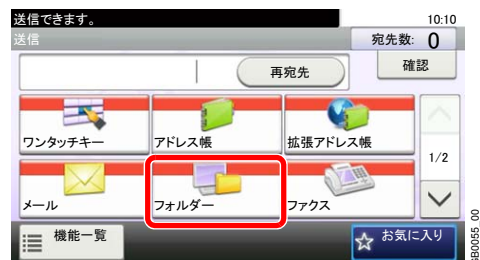 送信できます。 10:10
送信 宛先数: 0
再宛先 確認
ワンタッチキー アドレス帳 拡張アドレス帳
1/2
メール フォルダー ファクス
機能一覧 お気に入り